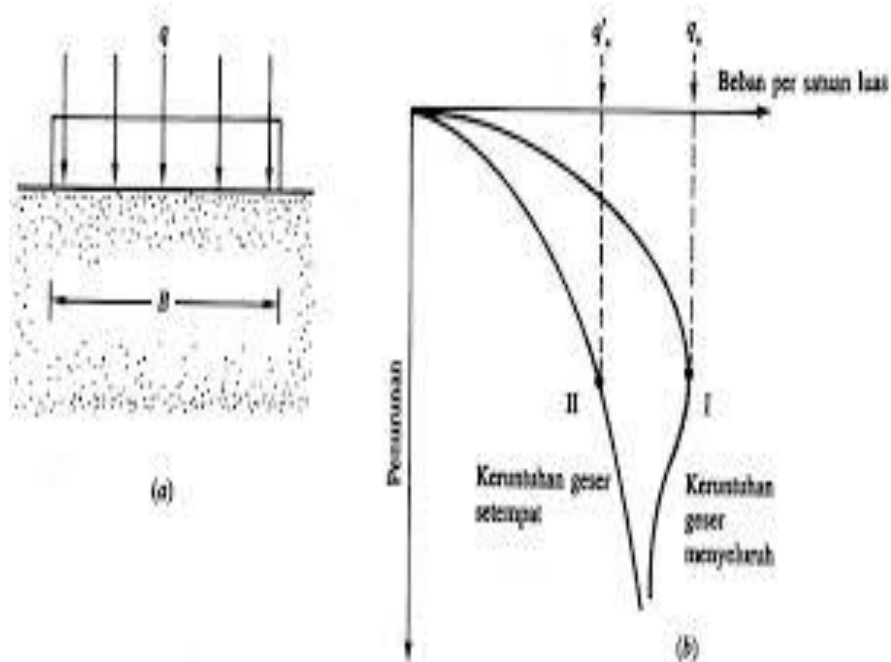 q
B
(a)
q'u
qu
Beban per satuan luas
Penurunan
II
I
Keruntuhan geser
setempat
Keruntuhan
geser
menyeluruh
(b)